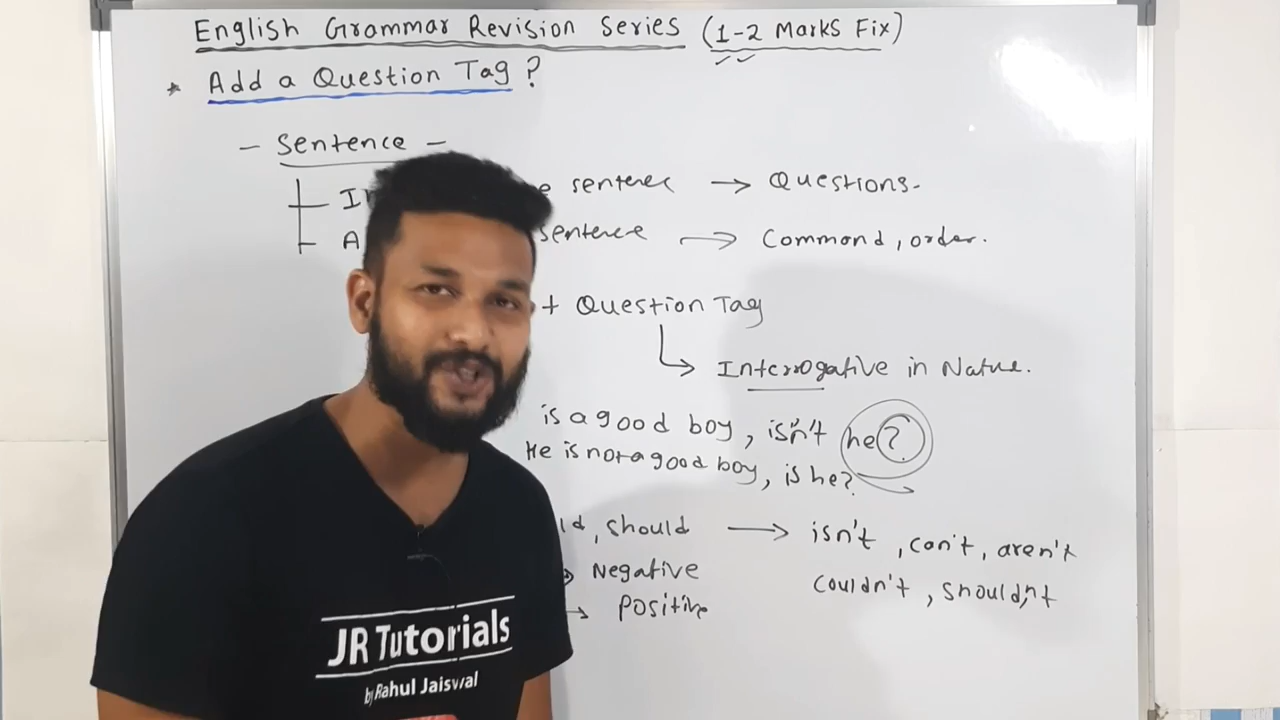 English Grammar Revision Series (1-2 Marks Fix)
* Add a Question Tag ?
- Sentence -
sentence → Questions.
sentence → Command, order.
+ Question Tag
Interrogative in Nature.
is a good boy, isn't he?
He is not a good boy, is he?
should → isn't, can't, aren't
couldn't, shouldn't
Negative
→ Positive
JR Tutorials
by Rahul Jaiswal